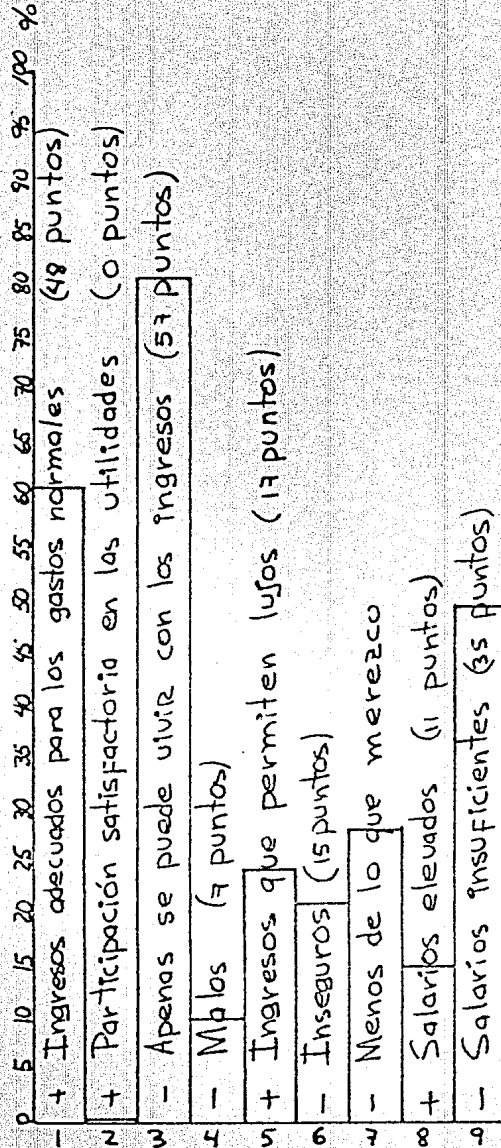 0 5 10 15 20 25 30 35 40 45 50 55 60 65 70 75 80 85 90 95 100 %
1 + Ingresos adecuados para los gastos normales (48 puntos)
2 + Participación satisfactoria en las utilidades (0 puntos)
3 - Apenas se puede vivir con los ingresos (57 puntos)
4 - Malos (7 puntos)
5 + Ingresos que permiten lujos (17 puntos)
6 - Inseguros (15 puntos)
7 - Menos de lo que merezco
8 + Salarios elevados (11 puntos)
9 - Salarios insuficientes (35 puntos)